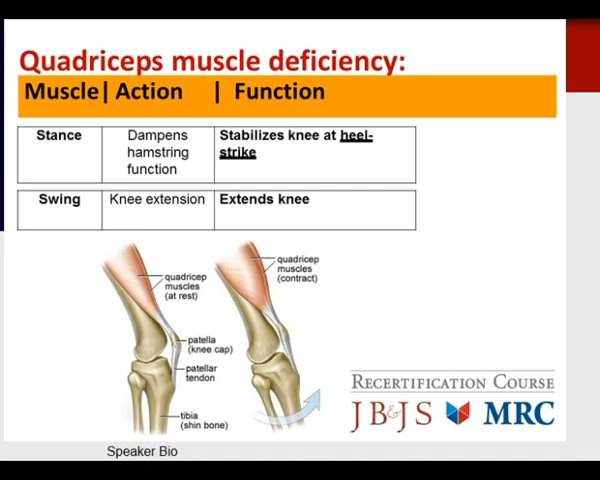 Quadriceps muscle deficiency:
Muscle| Action | Function
Stance
Dampens
hamstring
function
Stabilizes knee at heel-
strike
Swing
Knee extension
Extends knee
quadricep
muscles
(at rest)
quadricep
muscles
(contract)
patella
(knee cap)
patellar
tendon
tibia
(shin bone)
RECERTIFICATION COURSE
JB&JS MRC
Speaker Bio